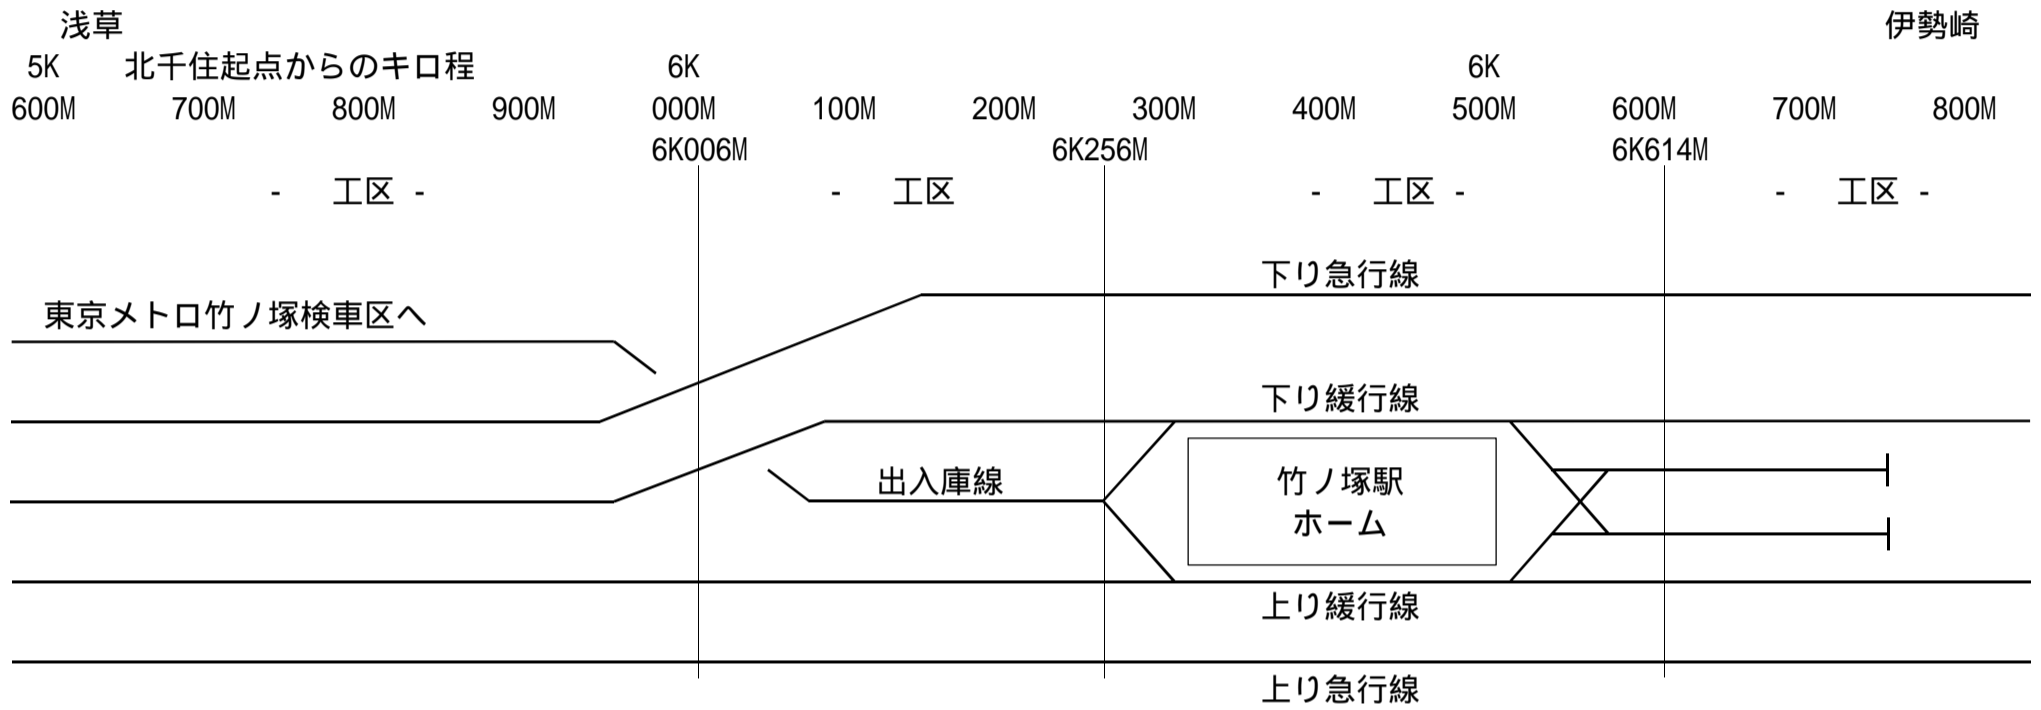 浅草 伊勢崎
5K 北千住起点からのキロ程 6K 6K
600M 700M 800M 900M 000M 100M 200M 300M 400M 500M 600M 700M 800M
6K006M 6K256M 6K614M
- 工区 - - 工区 - 工区 - - 工区 -
下り急行線
東京メトロ竹ノ塚検車区へ
下り緩行線
出入庫線
竹ノ塚駅
ホーム
上り緩行線
上り急行線